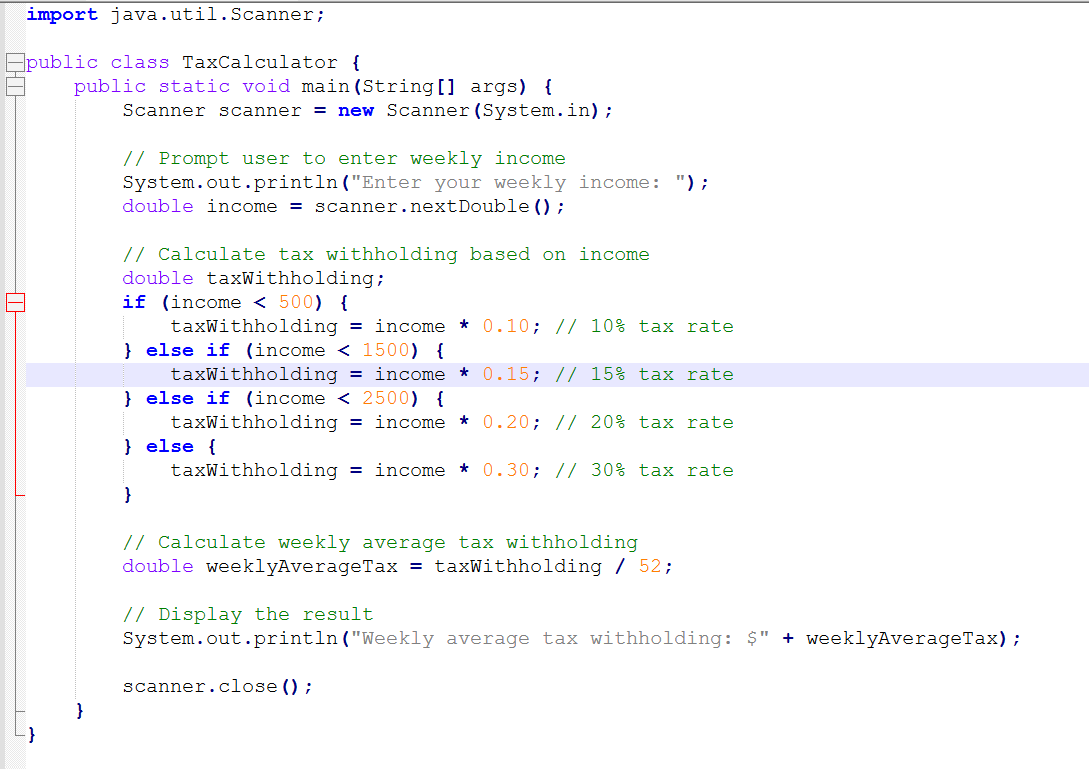 import java.util.Scanner;
public class TaxCalculator {
public static void main(String[] args) {
Scanner scanner = new Scanner(System.in);
// Prompt user to enter weekly income
System.out.println("Enter your weekly income: ");
double income = scanner.nextDouble();
// Calculate tax withholding based on income
double taxWithholding;
if (income < 500) {
taxWithholding = income * 0.10; // 10% tax rate
} else if (income < 1500) {
taxWithholding = income * 0.15; // 15% tax rate
} else if (income < 2500) {
taxWithholding = income * 0.20; // 20% tax rate
} else {
taxWithholding = income * 0.30; // 30% tax rate
}
// Calculate weekly average tax withholding
double weeklyAverageTax = taxWithholding / 52;
// Display the result
System.out.println("Weekly average tax withholding: $" + weeklyAverageTax);
scanner.close();
}
}